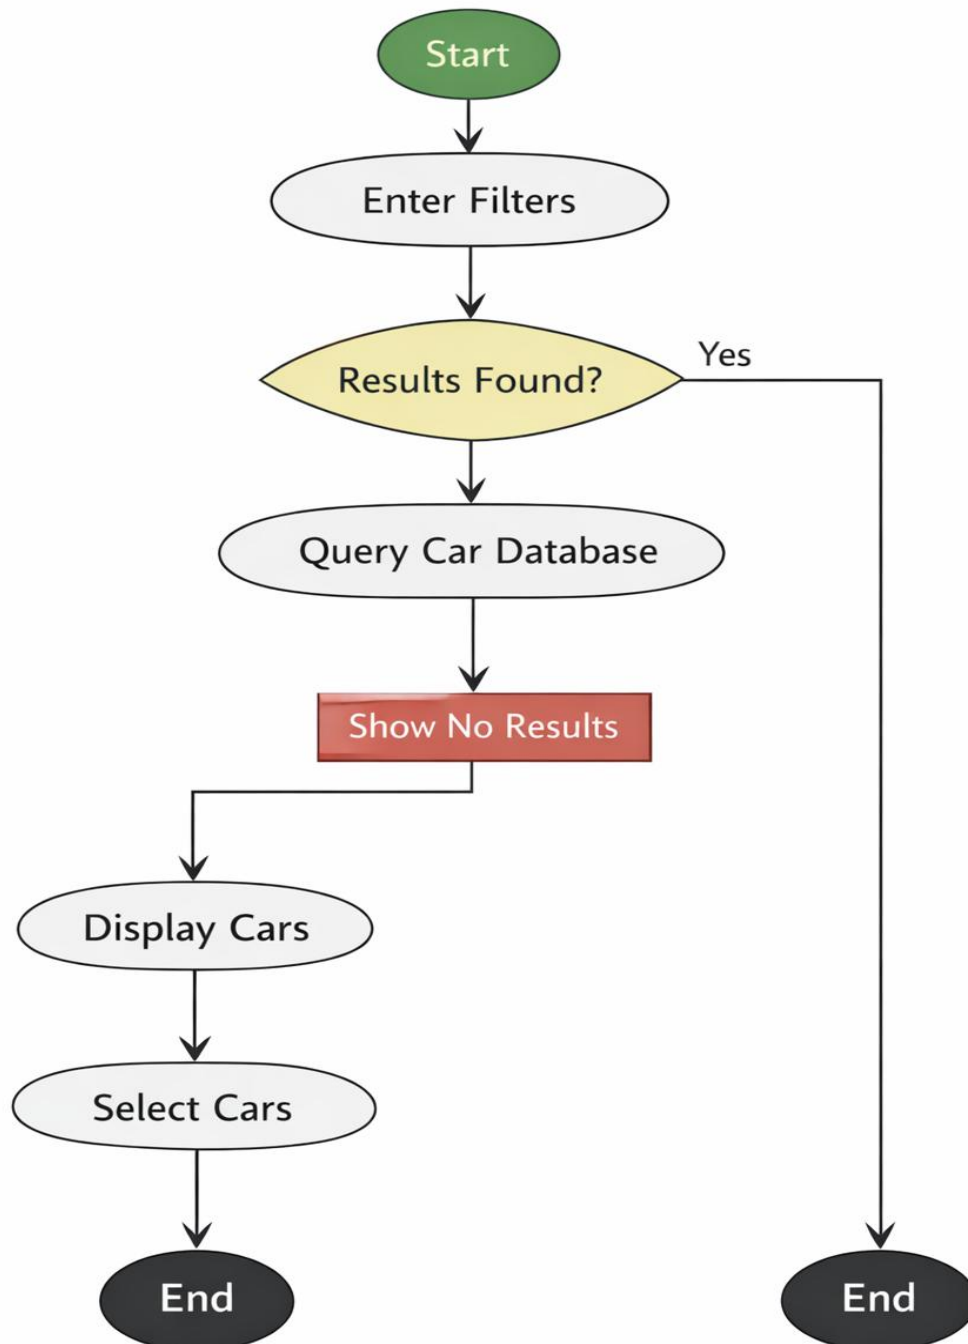 Start
Enter Filters
Results Found?
Yes
Query Car Database
Show No Results
Display Cars
Select Cars
End
End